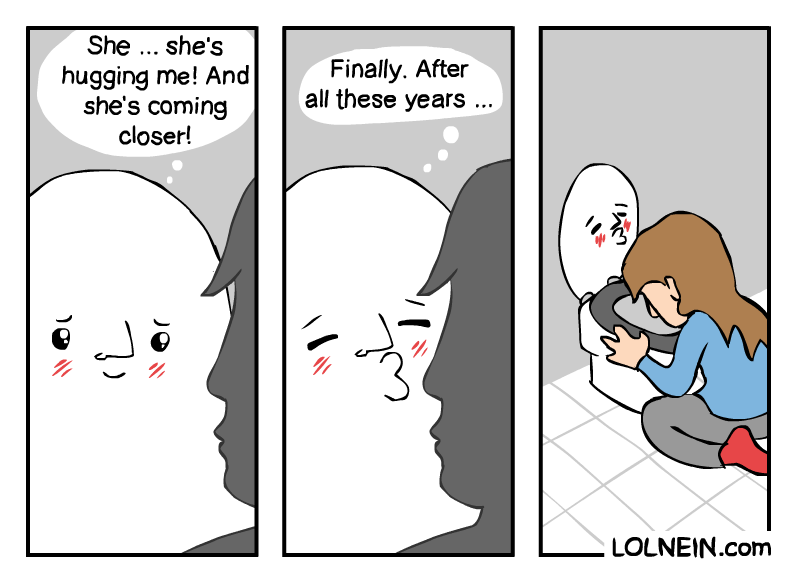 She ... she's
hugging me! And
she's coming
closer!
Finally. After
all these years ...
LOLNEIN.com